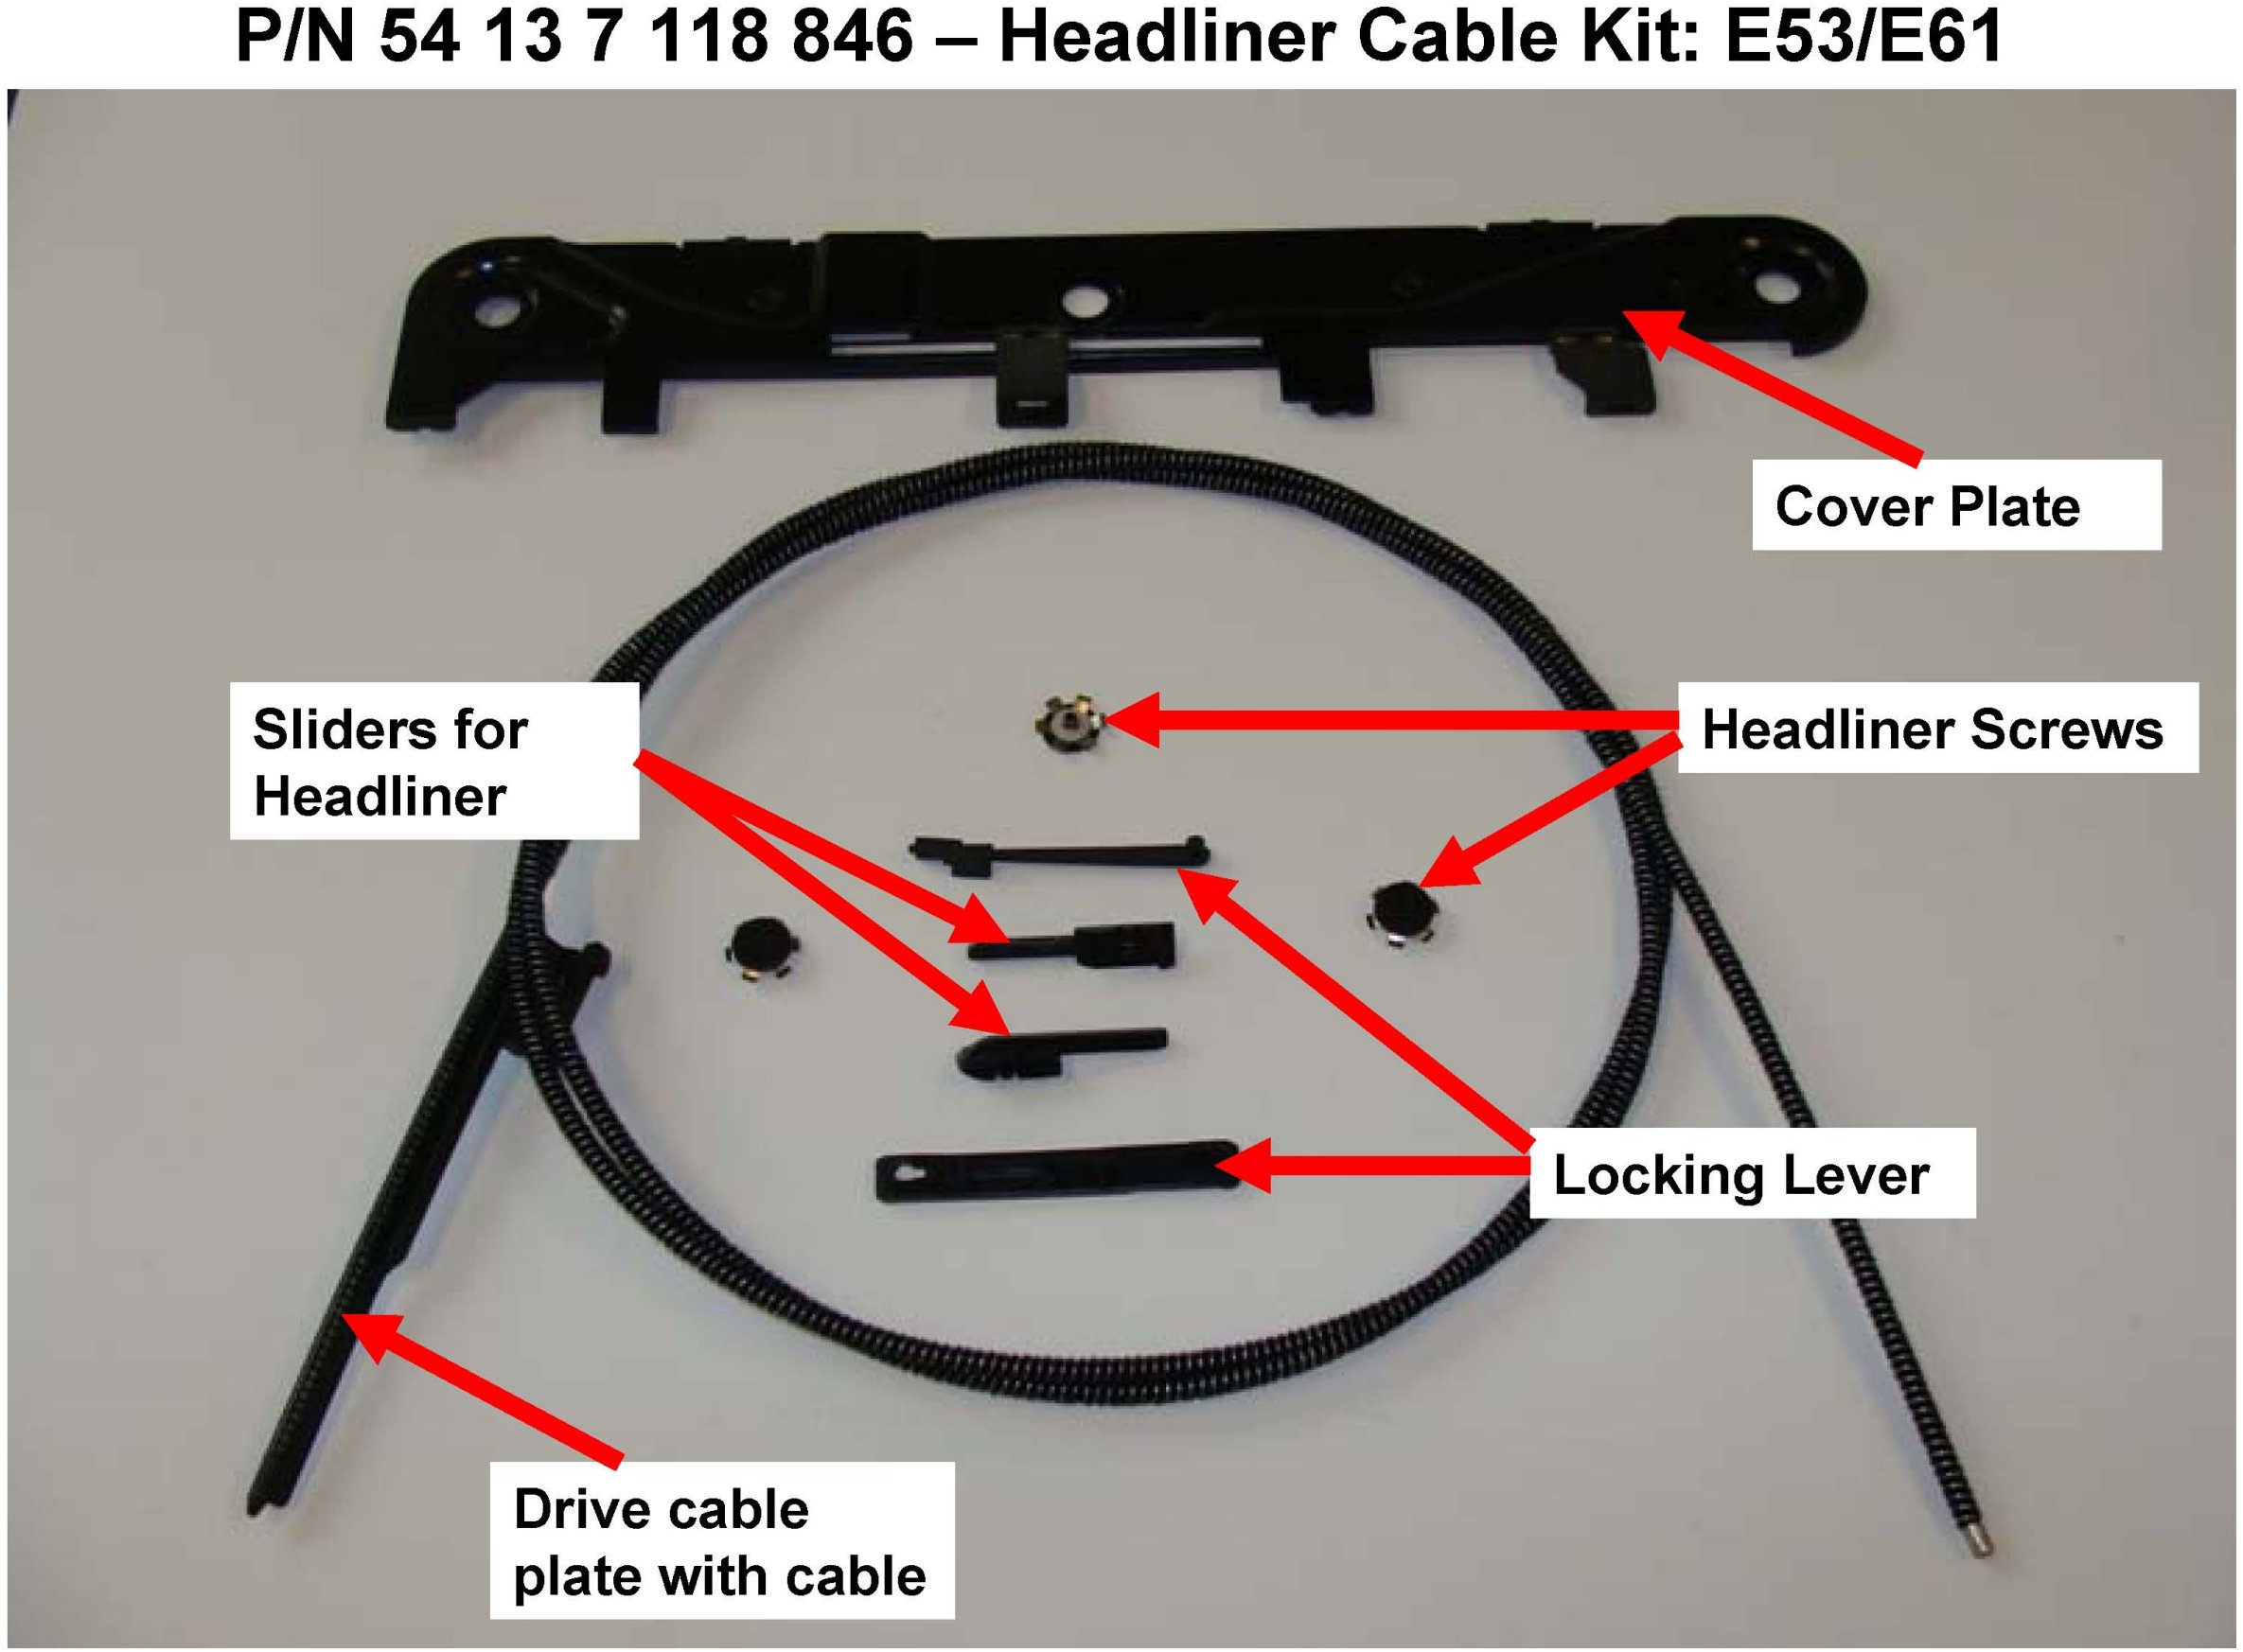 P/N 54 13 7 118 846 – Headliner Cable Kit: E53/E61
Cover Plate
Sliders for
Headliner
Headliner Screws
Locking Lever
Drive cable
plate with cable